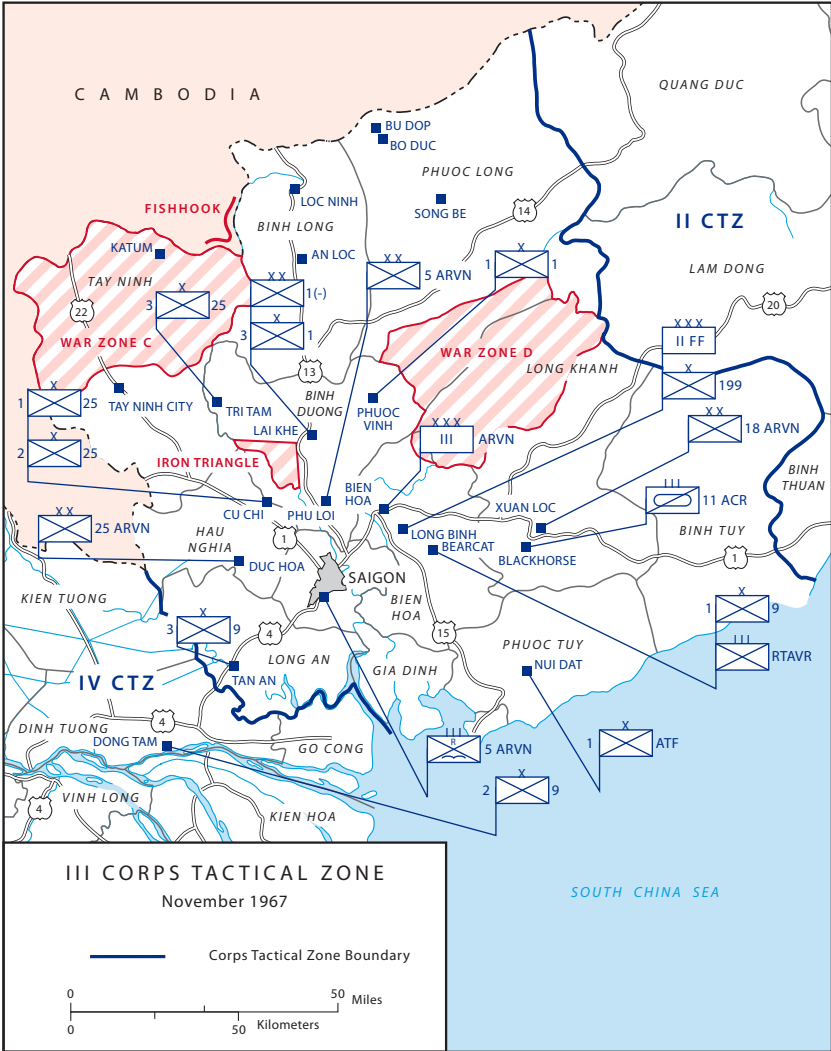 CAMBODIA
QUANG DUC
BU DOP
BO DUC
PHUOC LONG
LOC NINH
FISHHOOK
SONG BE
14
BINH LONG
II CTZ
KATUM
AN LOC
X X
5 ARVN
X
1
1
LAM DONG
TAY NINH
X
3
25
X X
1(-)
20
22
X
3
1
X X X
II FF
WAR ZONE C
WAR ZONE D
LONG KHANH
13
X
199
X
1
25
TAY NINH CITY
TRI TAM
BINH
DUONG
PHUOC
VINH
X X
18 ARVN
LAI KHE
X X X
III
ARVN
X
2
25
IRON TRIANGLE
BINH
THUAN
BIEN
HOA
XUAN LOC
III
11 ACR
CU CHI
PHU LOI
X X
25 ARVN
HAU
NGHIA
1
LONG BINH
BEARCAT
BLACKHORSE
BINH TUY
1
DUC HOA
SAIGON
KIEN TUONG
BIEN
HOA
X
1
9
X
3
9
4
15
PHUOC TUY
III
RTAVR
LONG AN
GIA DINH
NUI DAT
TAN AN
IV CTZ
DINH TUONG
4
DONG TAM
GO CONG
III
R
5 ARVN
X
1
ATF
X
2
9
VINH LONG
4
KIEN HOA
III CORPS TACTICAL ZONE
November 1967
SOUTH CHINA SEA
Corps Tactical Zone Boundary
0
50
Miles
0
50
Kilometers